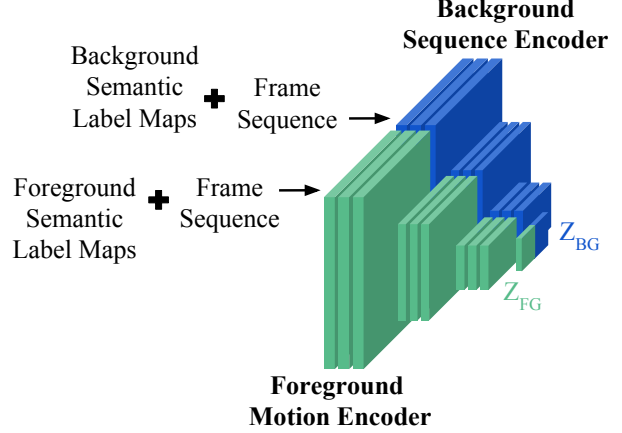 Background
Sequence Encoder
Background
Semantic
Label Maps
+
Frame
Sequence
Foreground
Semantic
Label Maps
+
Frame
Sequence
Z_BG
Z_FG
Foreground
Motion Encoder